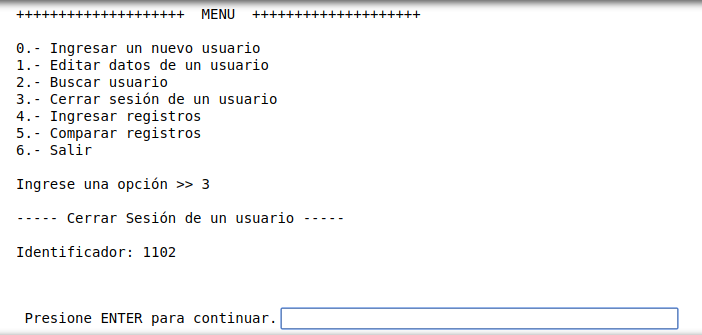 ++++++++++++++++++++  MENU  ++++++++++++++++++++
0.- Ingresar un nuevo usuario
1.- Editar datos de un usuario
2.- Buscar usuario
3.- Cerrar sesión de un usuario
4.- Ingresar registros
5.- Comparar registros
6.- Salir
Ingrese una opción >> 3
----- Cerrar Sesión de un usuario -----
Identificador: 1102
Presione ENTER para continuar.